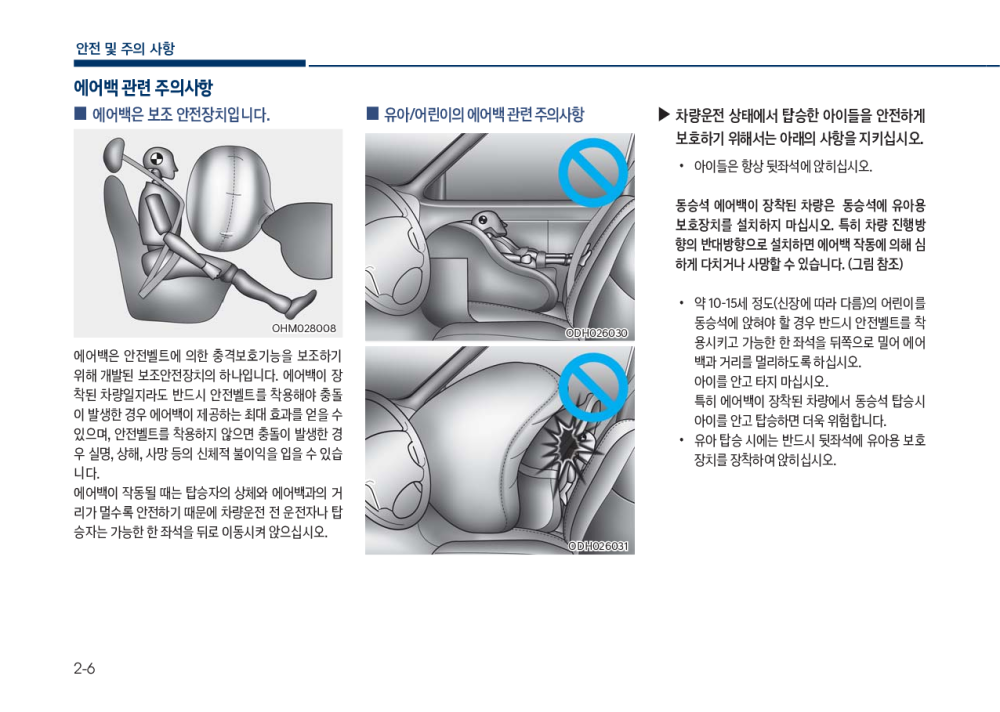 안전 및 주의 사항
에어백 관련 주의사항
■ 에어백은 보조 안전장치입니다.
OHM028008
에어백은 안전벨트에 의한 충격보호기능을 보조하기
위해 개발된 보조안전장치의 하나입니다. 에어백이 장
착된 차량일지라도 반드시 안전벨트를 착용해야 충돌
이 발생한 경우 에어백이 제공하는 최대 효과를 얻을 수
있으며, 안전벨트를 착용하지 않으면 충돌이 발생한 경
우 실명, 상해, 사망 등의 신체적 불이익을 입을 수 있습
니다.
에어백이 작동될 때는 탑승자의 상체와 에어백과의 거
리가 멀수록 안전하기 때문에 차량운전 전 운전자나 탑
승자는 가능한 한 좌석을 뒤로 이동시켜 앉으십시오.
■ 유아/어린이의 에어백 관련 주의사항
ODH026030
ODH026031
▶ 차량운전 상태에서 탑승한 아이들을 안전하게
보호하기 위해서는 아래의 사항을 지키십시오.
• 아이들은 항상 뒷좌석에 앉히십시오.
동승석 에어백이 장착된 차량은 동승석에 유아용
보호장치를 설치하지 마십시오. 특히 차량 진행방
향의 반대방향으로 설치하면 에어백 작동에 의해 심
하게 다치거나 사망할 수 있습니다. (그림 참조)
• 약 10-15세 정도(신장에 따라 다름)의 어린이를
동승석에 앉혀야 할 경우 반드시 안전벨트를 착
용시키고 가능한 한 좌석을 뒤쪽으로 밀어 에어
백과 거리를 멀리하도록 하십시오.
아이를 안고 타지 마십시오.
특히 에어백이 장착된 차량에서 동승석 탑승시
아이를 안고 탑승하면 더욱 위험합니다.
• 유아 탑승 시에는 반드시 뒷좌석에 유아용 보호
장치를 장착하여 앉히십시오.
2-6